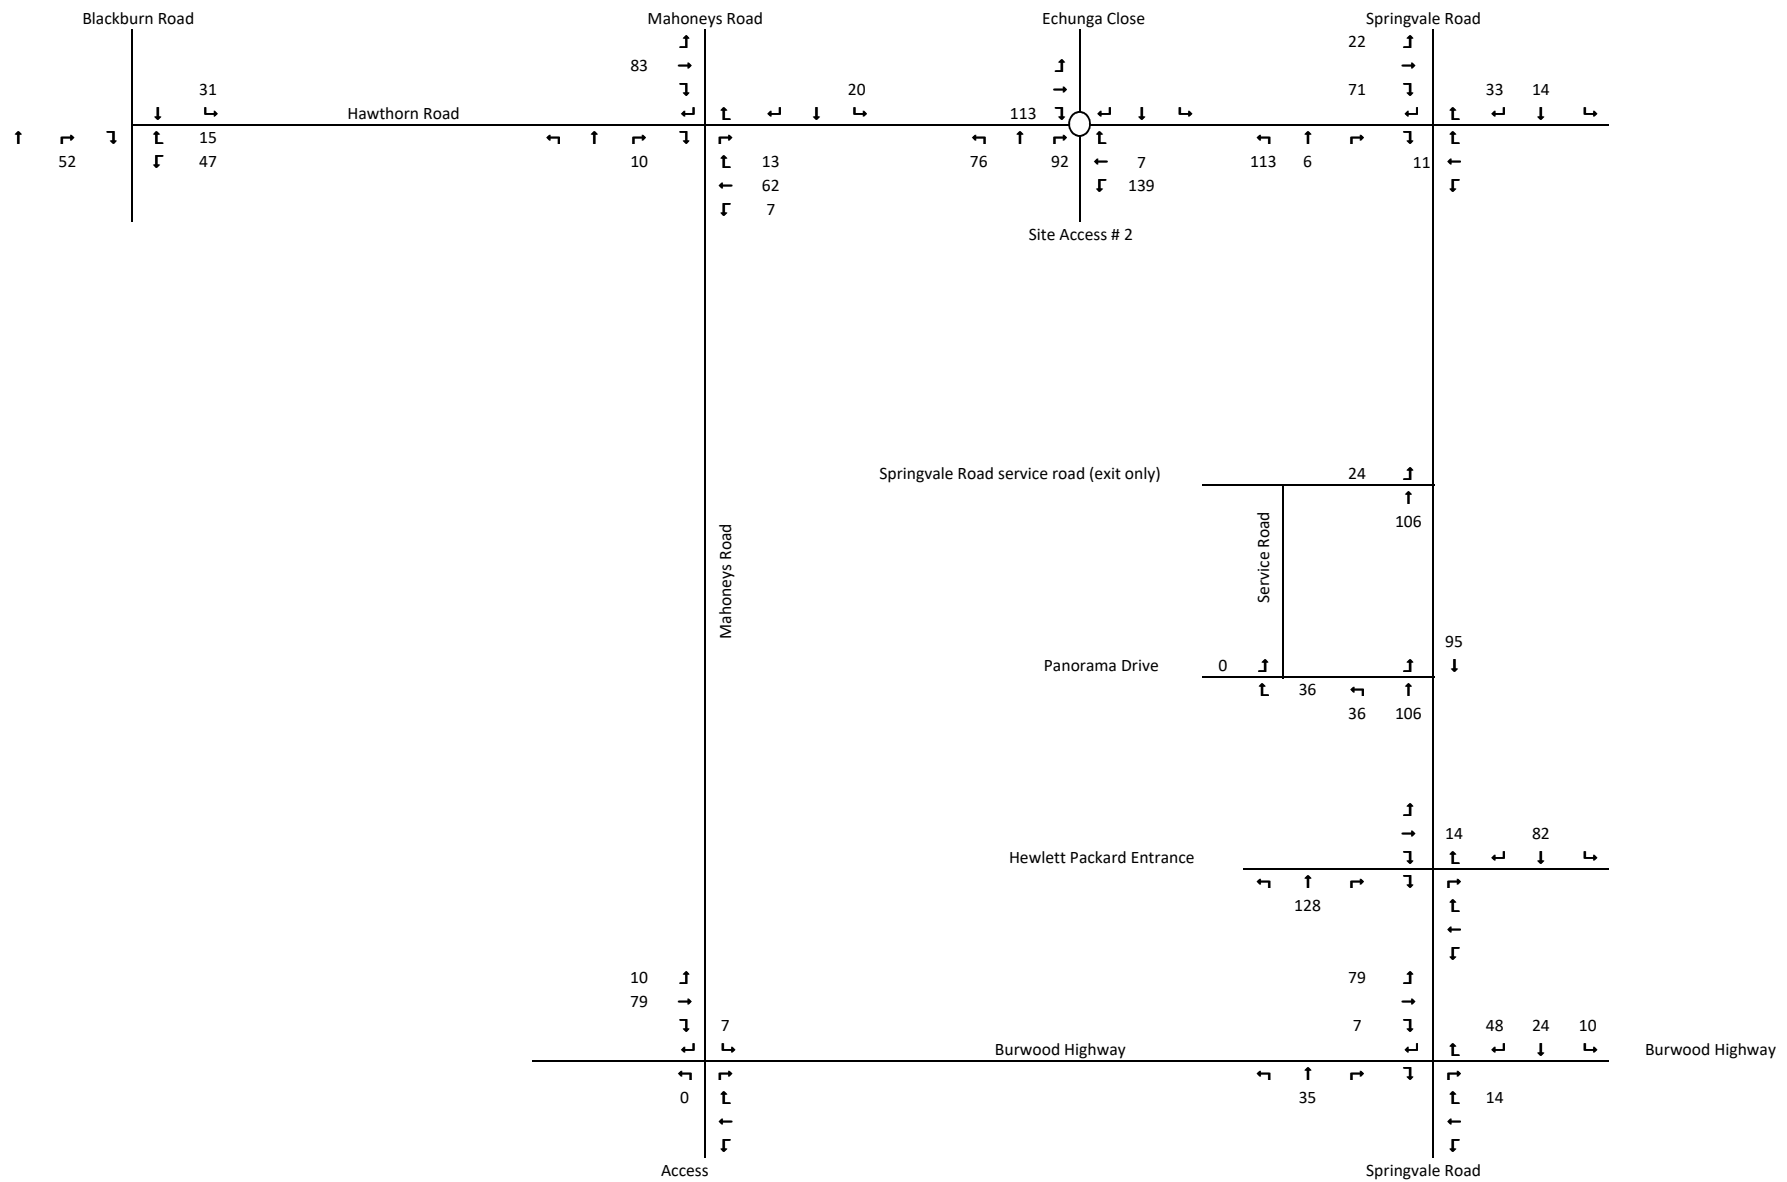 Blackburn Road Mahoneys Road Echunga Close Springvale Road
22
83
31 20 71 33 14
Hawthorn Road 113
15
52 47 10 13 76 92 7 113 6 11
62 139
7
Site Access # 2
Springvale Road service road (exit only) 24
106
Service Road
Mahoneys Road
95
Panorama Drive 0
36
36 106
14 82
Hewlett Packard Entrance
128
10 79
79
7 7 48 24 10
Burwood Highway Burwood Highway
0 35 14
Access Springvale Road